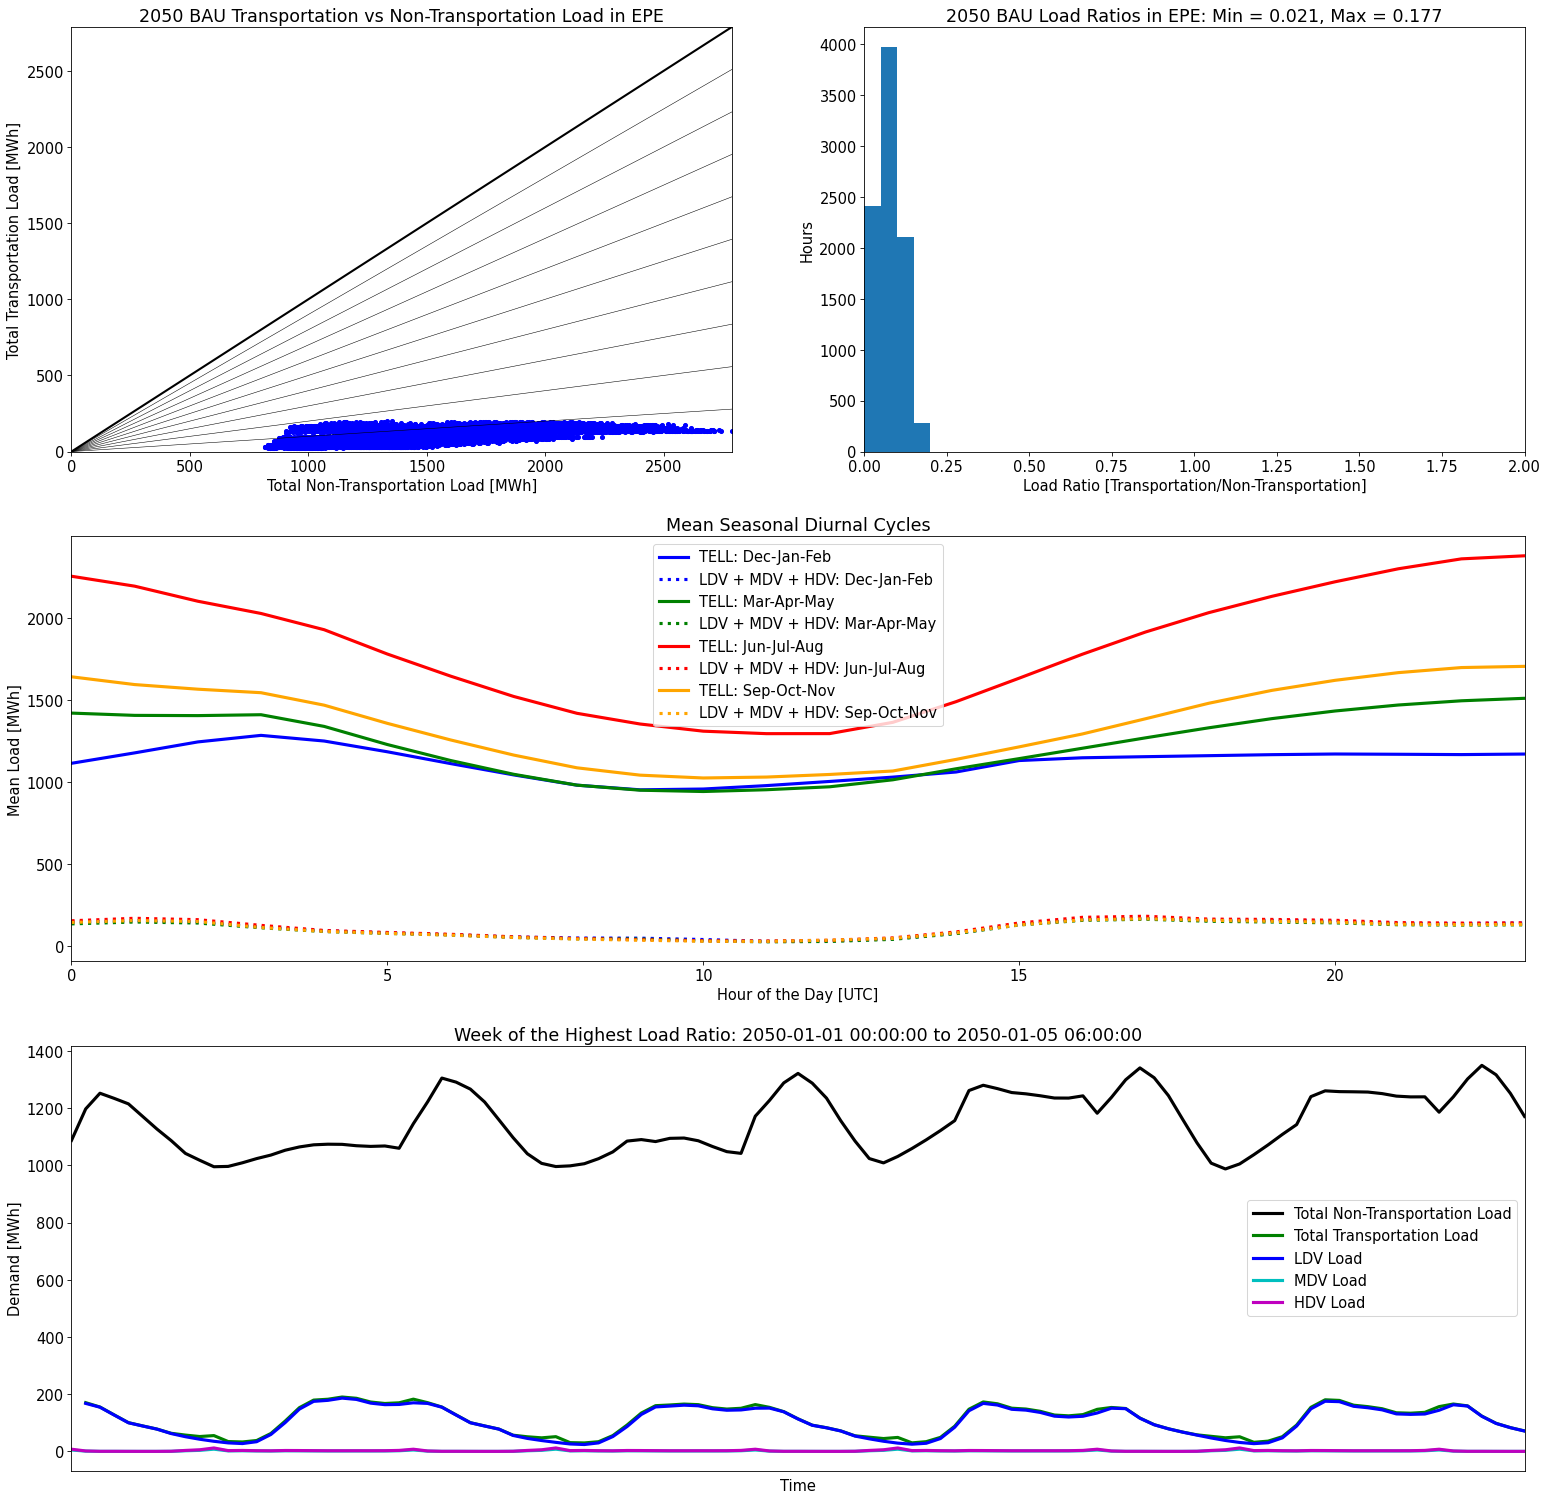 2050 BAU Transportation vs Non-Transportation Load in EPE
Total Transportation Load [MWh]
2500
2000
1500
1000
500
0
0 500 1000 1500 2000 2500
Total Non-Transportation Load [MWh]
2050 BAU Load Ratios in EPE: Min = 0.021, Max = 0.177
Hours
4000
3500
3000
2500
2000
1500
1000
500
0
0.00 0.25 0.50 0.75 1.00 1.25 1.50 1.75 2.00
Load Ratio [Transportation/Non-Transportation]
Mean Seasonal Diurnal Cycles
Mean Load [MWh]
2000
1500
1000
500
0
TELL: Dec-Jan-Feb
LDV + MDV + HDV: Dec-Jan-Feb
TELL: Mar-Apr-May
LDV + MDV + HDV: Mar-Apr-May
TELL: Jun-Jul-Aug
LDV + MDV + HDV: Jun-Jul-Aug
TELL: Sep-Oct-Nov
LDV + MDV + HDV: Sep-Oct-Nov
0 5 10 15 20
Hour of the Day [UTC]
Week of the Highest Load Ratio: 2050-01-01 00:00:00 to 2050-01-05 06:00:00
Demand [MWh]
1400
1200
1000
800
600
400
200
0
Total Non-Transportation Load
Total Transportation Load
LDV Load
MDV Load
HDV Load
Time